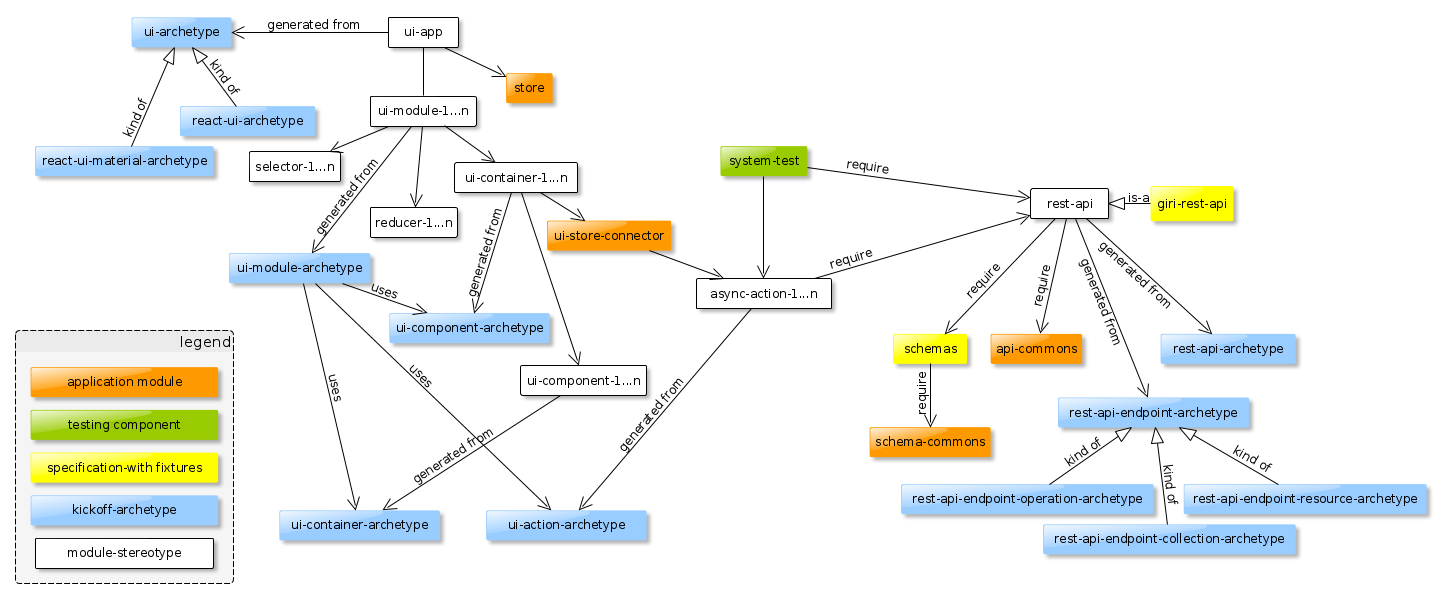 generated from
ui-archetype
ui-app
kind of
store
kind of
ui-module-1...n
react-ui-archetype
react-ui-material-archetype
selector-1...n
generated from
ui-container-1...n
system-test
require
reducer-1...n
rest-api
is-a
giri-rest-api
ui-store-connector
generated from
require
ui-module-archetype
uses
async-action-1...n
require
require
generated from
generated from
ui-component-archetype
schemas
api-commons
rest-api-archetype
legend
application module
uses
uses
ui-component-1...n
require
generated from
rest-api-endpoint-archetype
testing component
generated from
schema-commons
kind of
kind of
kind of
specification-with fixtures
rest-api-endpoint-operation-archetype
rest-api-endpoint-resource-archetype
kickoff-archetype
ui-container-archetype
ui-action-archetype
rest-api-endpoint-collection-archetype
module-stereotype